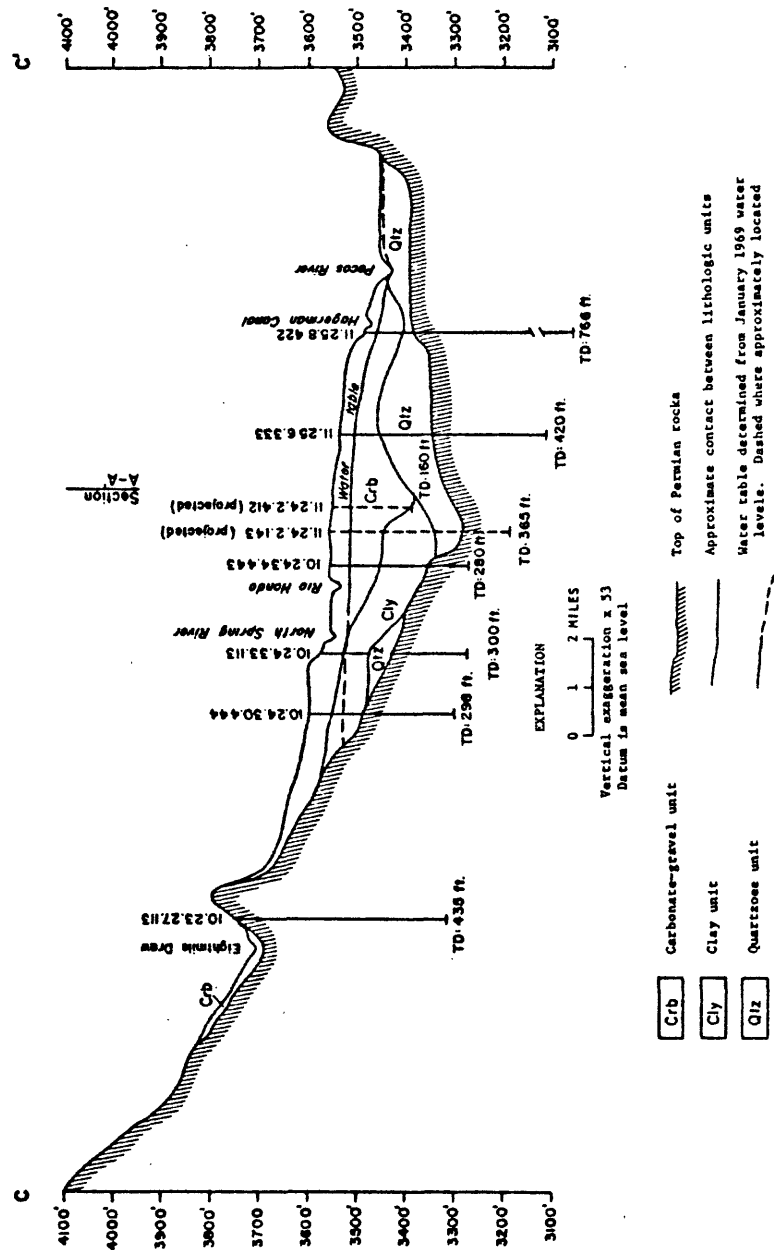 C
C'
4100'
4000'
3900'
3800'
3700'
3600'
3500'
3400'
3300'
3200'
3100'
4100'
4000'
3900'
3800'
3700'
3600'
3500'
3400'
3300'
3200'
3100'
Crb
Eightmile Draw
10.23.27.113
TD:438 ft.
10.24.30.444
TD:298 ft.
10.24.33.113
TD:300 ft.
North Spring River
Rio Hondo
10.24.34.443
TD:280 ft.
11.24.2.143 (projected)
TD:365 ft.
11.24.2.412 (projected)
TD:160 ft.
Section
A-A'
11.25.6.333
TD:420 ft.
11.25.8.422
TD:766 ft.
Hagerman Canal
Pecos River
Water table
Crb
Cly
Qtz
Qtz
Qtz
EXPLANATION
0 1 2 MILES
Vertical exaggeration x 53
Datum is mean sea level
Crb Carbonate-gravel unit
Cly Clay unit
Qtz Quartzose unit
Top of Permian rocks
Approximate contact between lithologic units
Water table determined from January 1969 water
levels. Dashed where approximately located